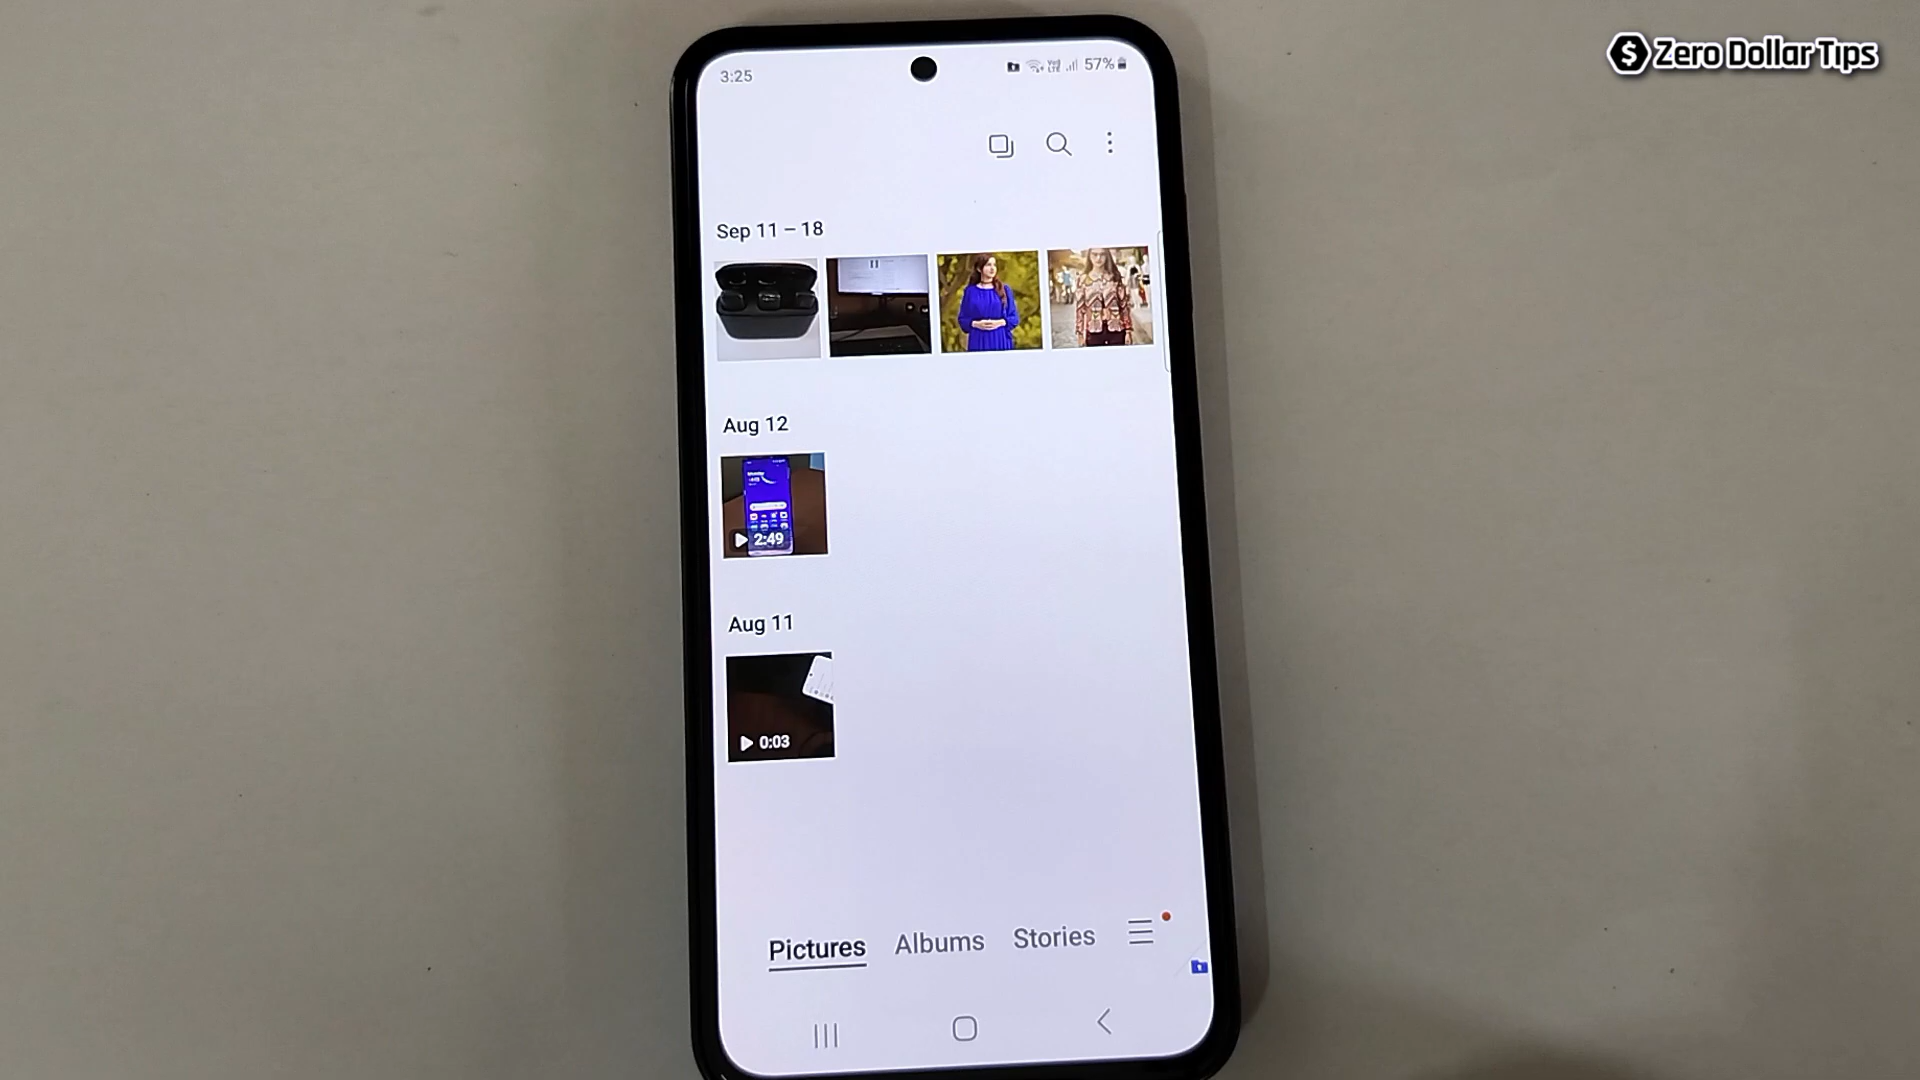 Zero Dollar Tips
3:25
57%
Sep 11 – 18
Aug 12
2:49
Aug 11
0:03
Pictures Albums Stories